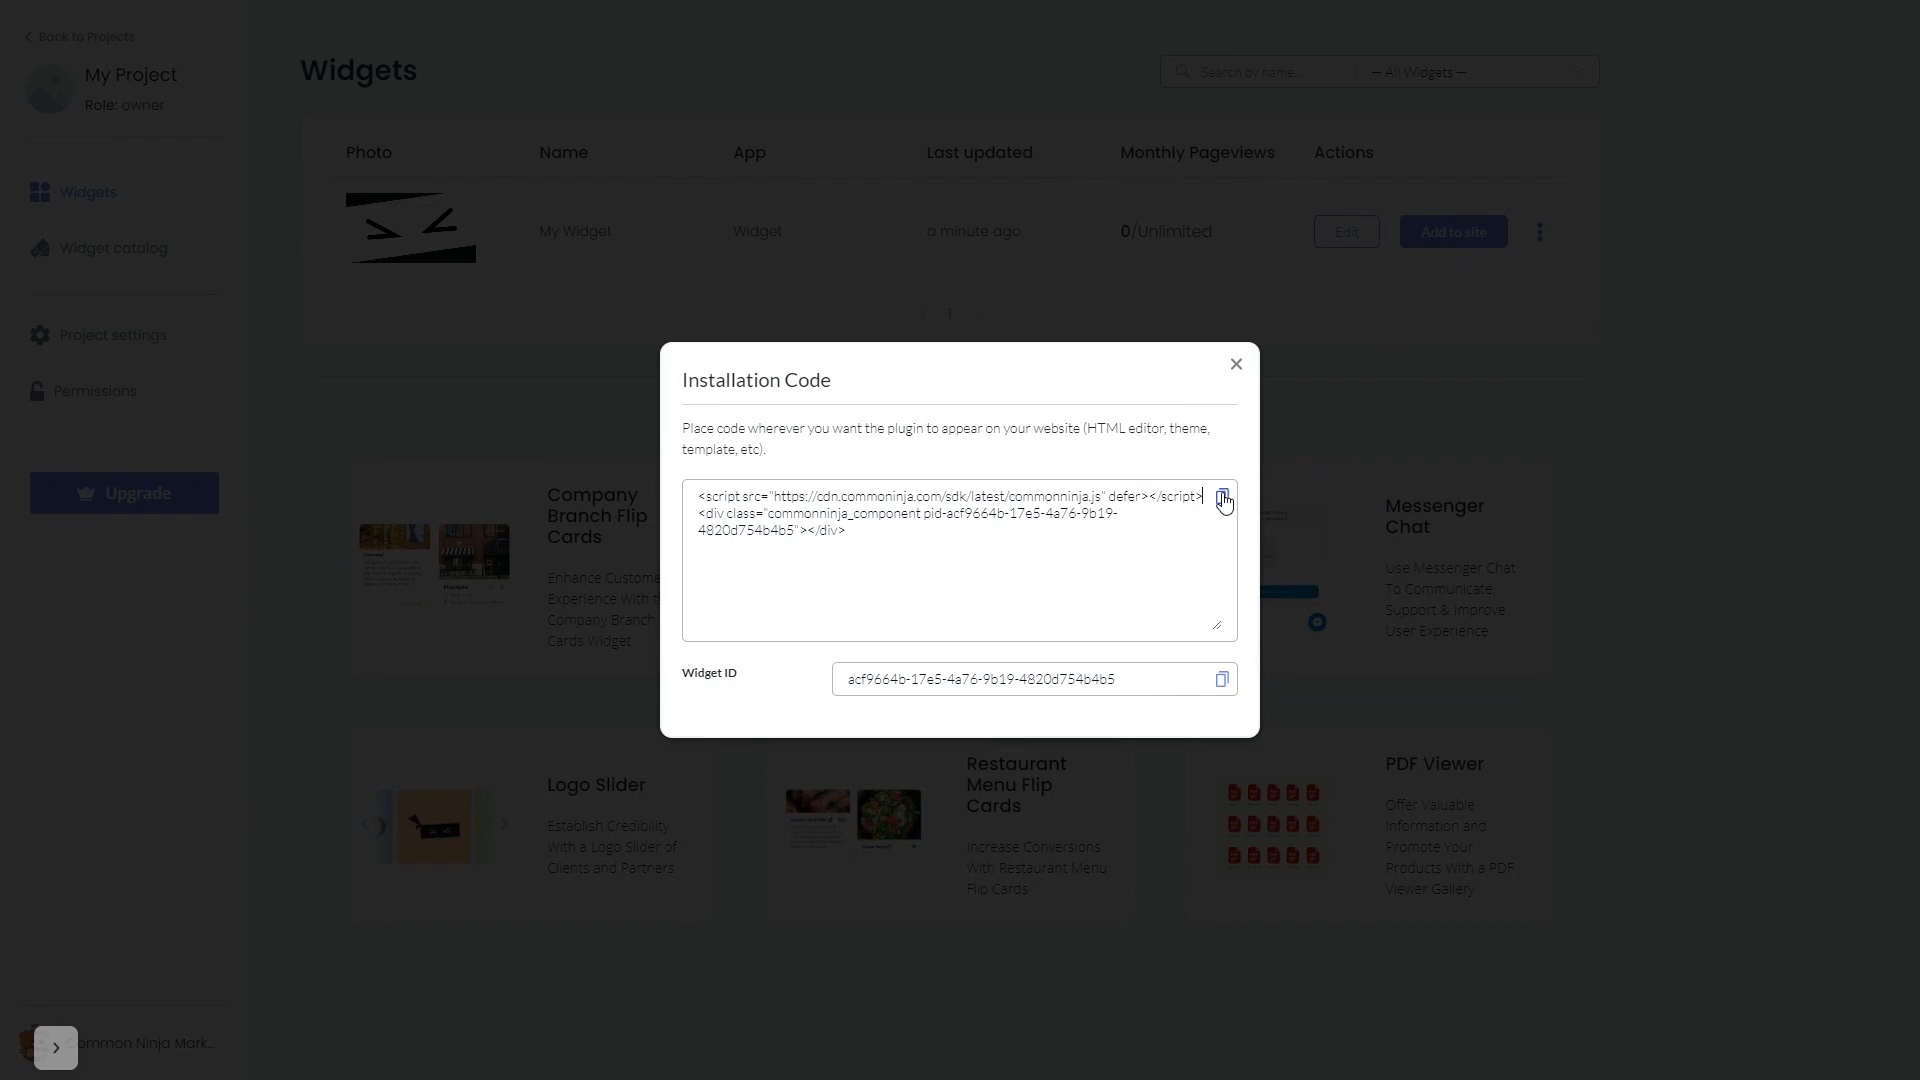 Back to Projects
My Project
Role: owner
Widgets
Widget catalog
Project settings
Permissions
Upgrade
Common Ninja Mark...
Widgets
Search by name...
— All Widgets —
Photo
Name
App
Last updated
Monthly Pageviews
Actions
My Widget
Widget
a minute ago
0/Unlimited
Edit
Add to site
1
Installation Code
Place code wherever you want the plugin to appear on your website (HTML editor, theme,
template, etc).
<script src="https://cdn.commoninja.com/sdk/latest/commonninja.js" defer></script>
<div class="commonninja_component pid-acf9664b-17e5-4a76-9b19-
4820d754b4b5"></div>
Widget ID
acf9664b-17e5-4a76-9b19-4820d754b4b5
Company
Branch Flip
Cards
Enhance Custome
Experience With t
Company Branch
Cards Widget
Messenger
Chat
Use Messenger Chat
To Communicate,
Support & Improve
User Experience
Logo Slider
Establish Credibility
With a Logo Slider of
Clients and Partners
Restaurant
Menu Flip
Cards
Increase Conversions
With Restaurant Menu
Flip Cards
PDF Viewer
Offer Valuable
Information and
Promote Your
Products With a PDF
Viewer Gallery